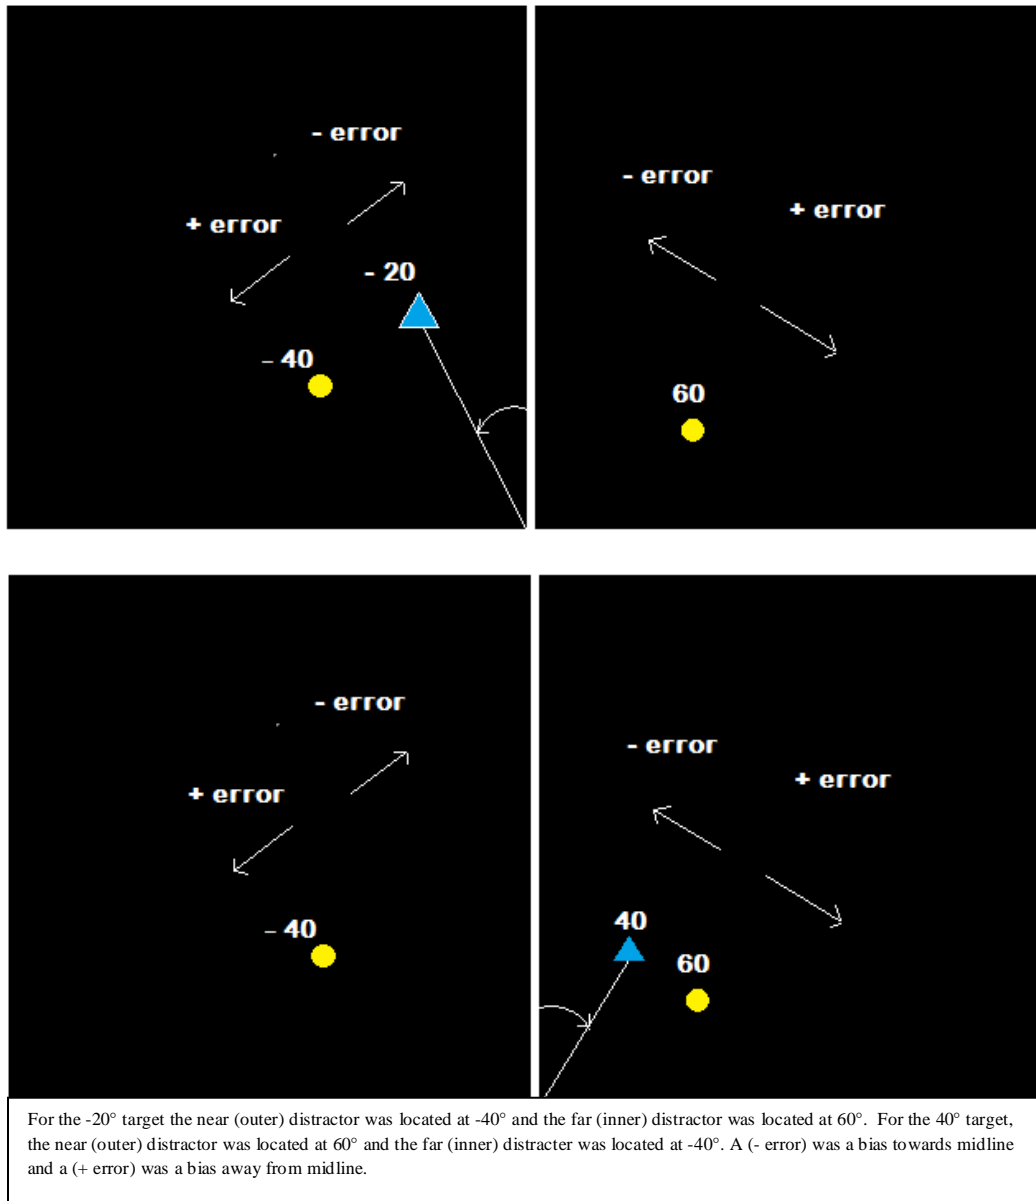 - error
- error
+ error
+ error
- 20
– 40
60
- error
- error
+ error
+ error
40
– 40
60
For the -20° target the near (outer) distractor was located at -40° and the far (inner) distractor was located at 60°. For the 40° target,
the near (outer) distractor was located at 60° and the far (inner) distracter was located at -40°. A (- error) was a bias towards midline
and a (+ error) was a bias away from midline.